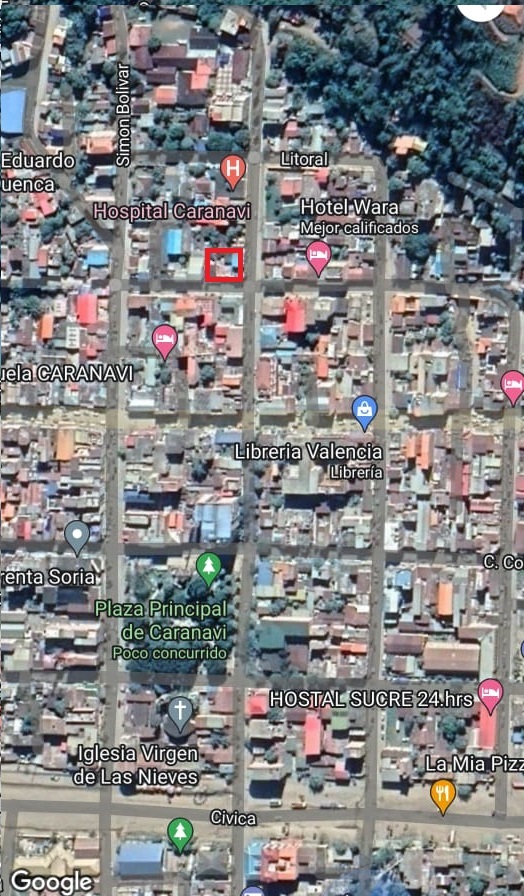 Simon Bolivar
Eduardo
uenca
H
Litoral
Hospital Caranavi
Hotel Wara
Mejor calificados
uela CARANAVI
Libreria Valencia
Librería
renta Soria
C. Co
Plaza Principal
de Caranavi
Poco concurrido
HOSTAL SUCRE 24.hrs
Iglesia Virgen
de Las Nieves
La Mia Pizz
Cívica
Google